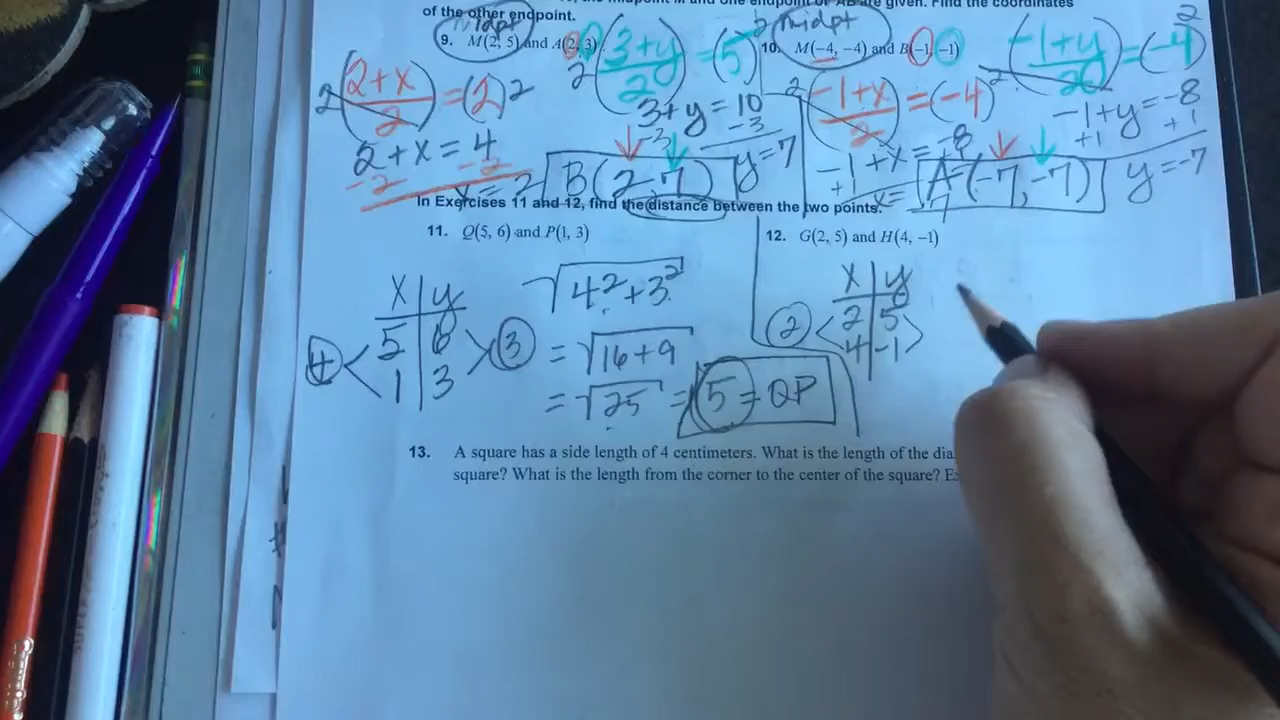 of the other endpoint.
midpt
9. M(2, 5) and A(2, 3)
2(2+x/2)=(2)2
2+x=4
-2 -2
x=2
2(3+y/2)=(5)
3+y=10
-3 -3
y=7
B(2,7)
midpt
10. M(−4, −4) and B(−1, −1)
2(-1+x/2)=(-4)2
-1+x=-8
+1
x=-7
(-1+y/2)=(-4)2
-1+y=-8
+1 +1
y=-7
A=(-7,-7)
In Exercises 11 and 12, find the distance between the two points.
11. Q(5, 6) and P(1, 3)
x | y
5 | 6
1 | 3
4
3
√4²+3²
=√16+9
=√25 = 5 = QP
12. G(2, 5) and H(4, −1)
x | y
2 | 5
4 | -1
2
13. A square has a side length of 4 centimeters. What is the length of the
square? What is the length from the corner to the center of the square?